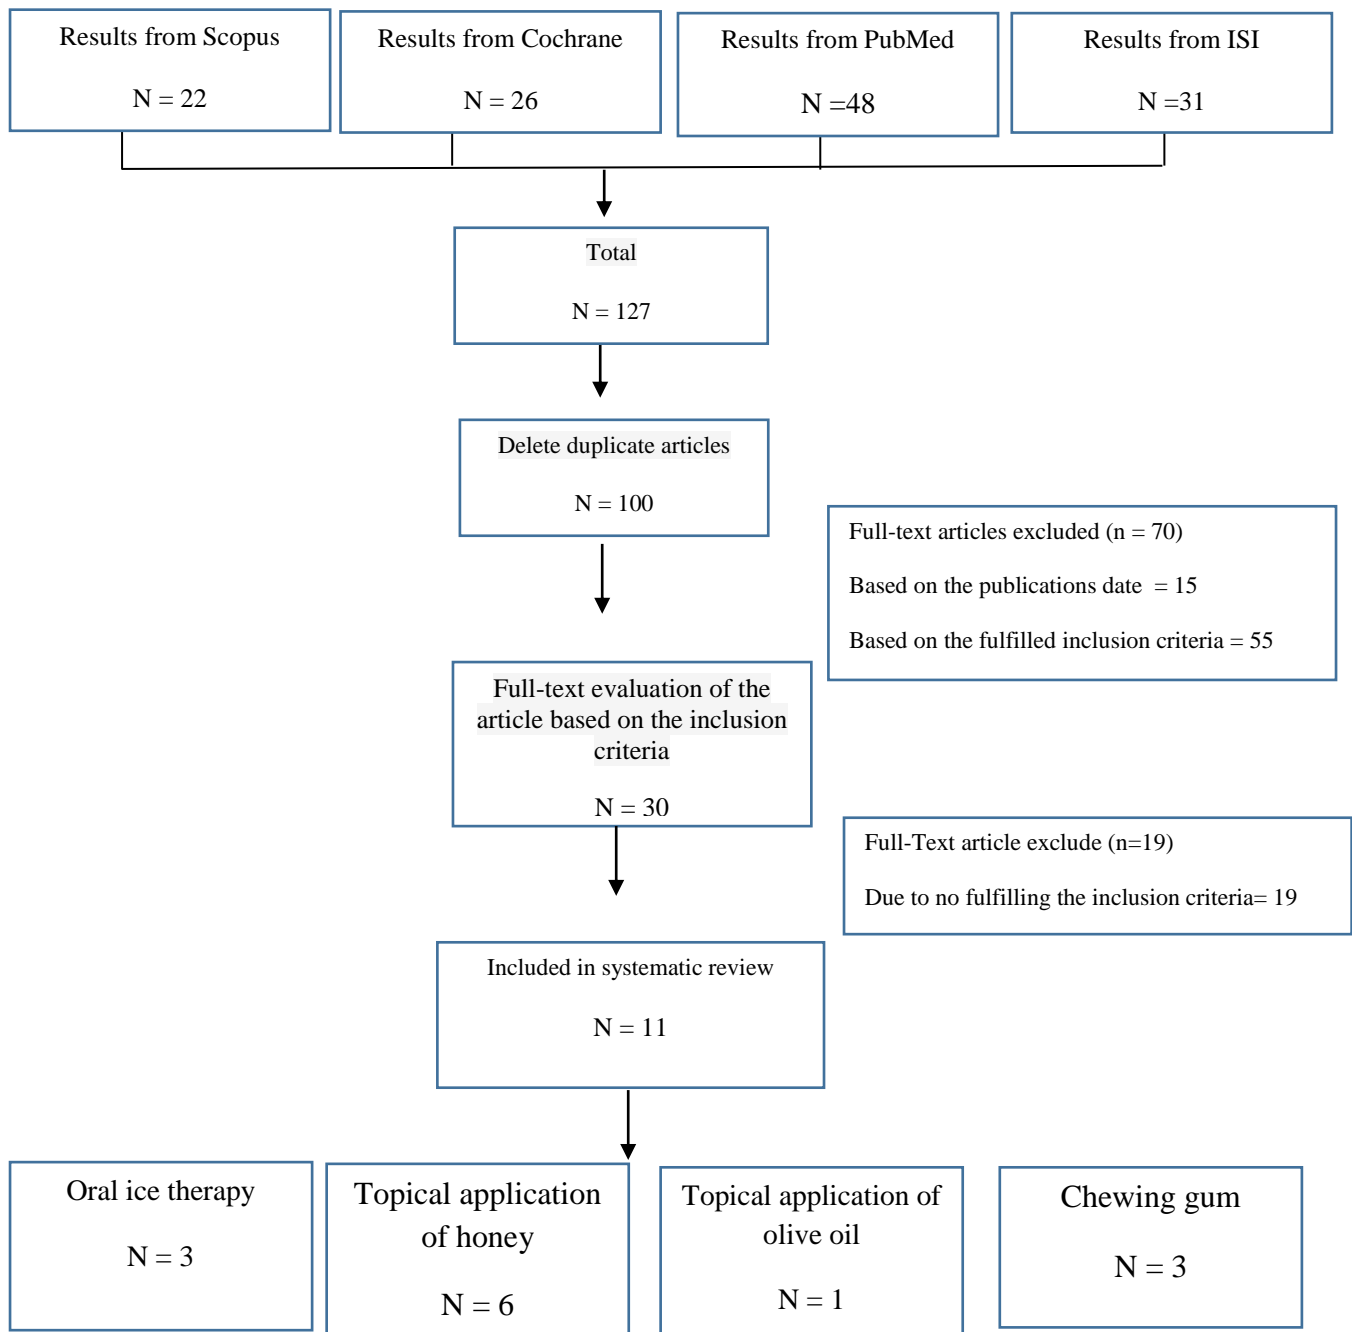 Results from Scopus
N = 22
Results from Cochrane
N = 26
Results from PubMed
N =48
Results from ISI
N =31
Total
N = 127
Delete duplicate articles
N = 100
Full-text articles excluded (n = 70)
Based on the publications date  = 15
Based on the fulfilled inclusion criteria = 55
Full-text evaluation of the
article based on the inclusion
criteria
N = 30
Full-Text article exclude (n=19)
Due to no fulfilling the inclusion criteria= 19
Included in systematic review
N = 11
Oral ice therapy
N = 3
Topical application
of honey
N = 6
Topical application of
olive oil
N = 1
Chewing gum
N = 3